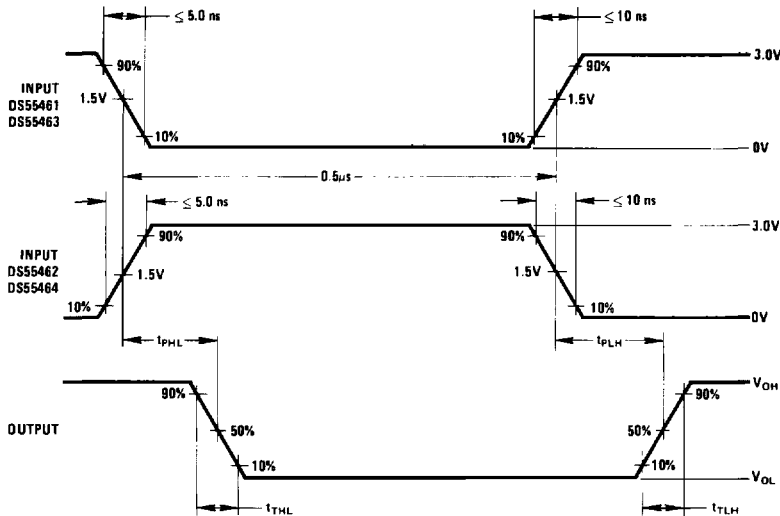 ≤ 5.0 ns
≤ 10 ns
90%
90%
3.0V
INPUT
DS55461
DS55463
1.5V
1.5V
10%
10%
0V
0.5μs
≤ 5.0 ns
≤ 10 ns
90%
90%
3.0V
INPUT
DS55462
DS55464
1.5V
1.5V
10%
10%
0V
tPHL
tPLH
VOH
90%
90%
OUTPUT
50%
50%
10%
10%
VOL
tTHL
tTLH